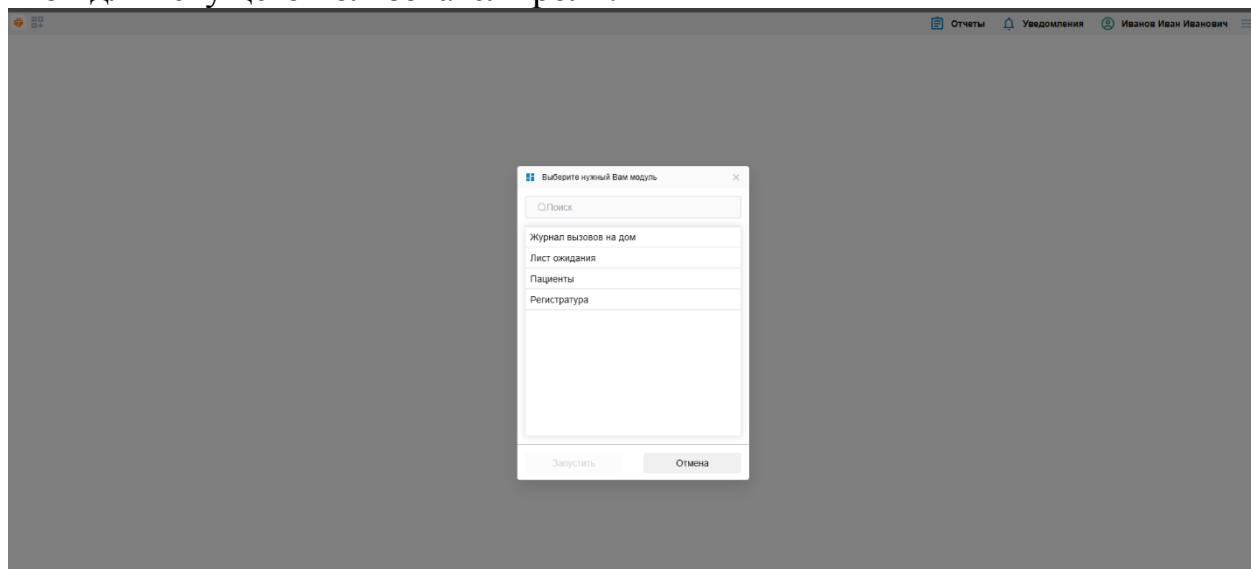 Отчеты Уведомления Иванов Иван Иванович
Выберите нужный Вам модуль
Поиск
Журнал вызовов на дом
Лист ожидания
Пациенты
Регистратура
Запустить Отмена